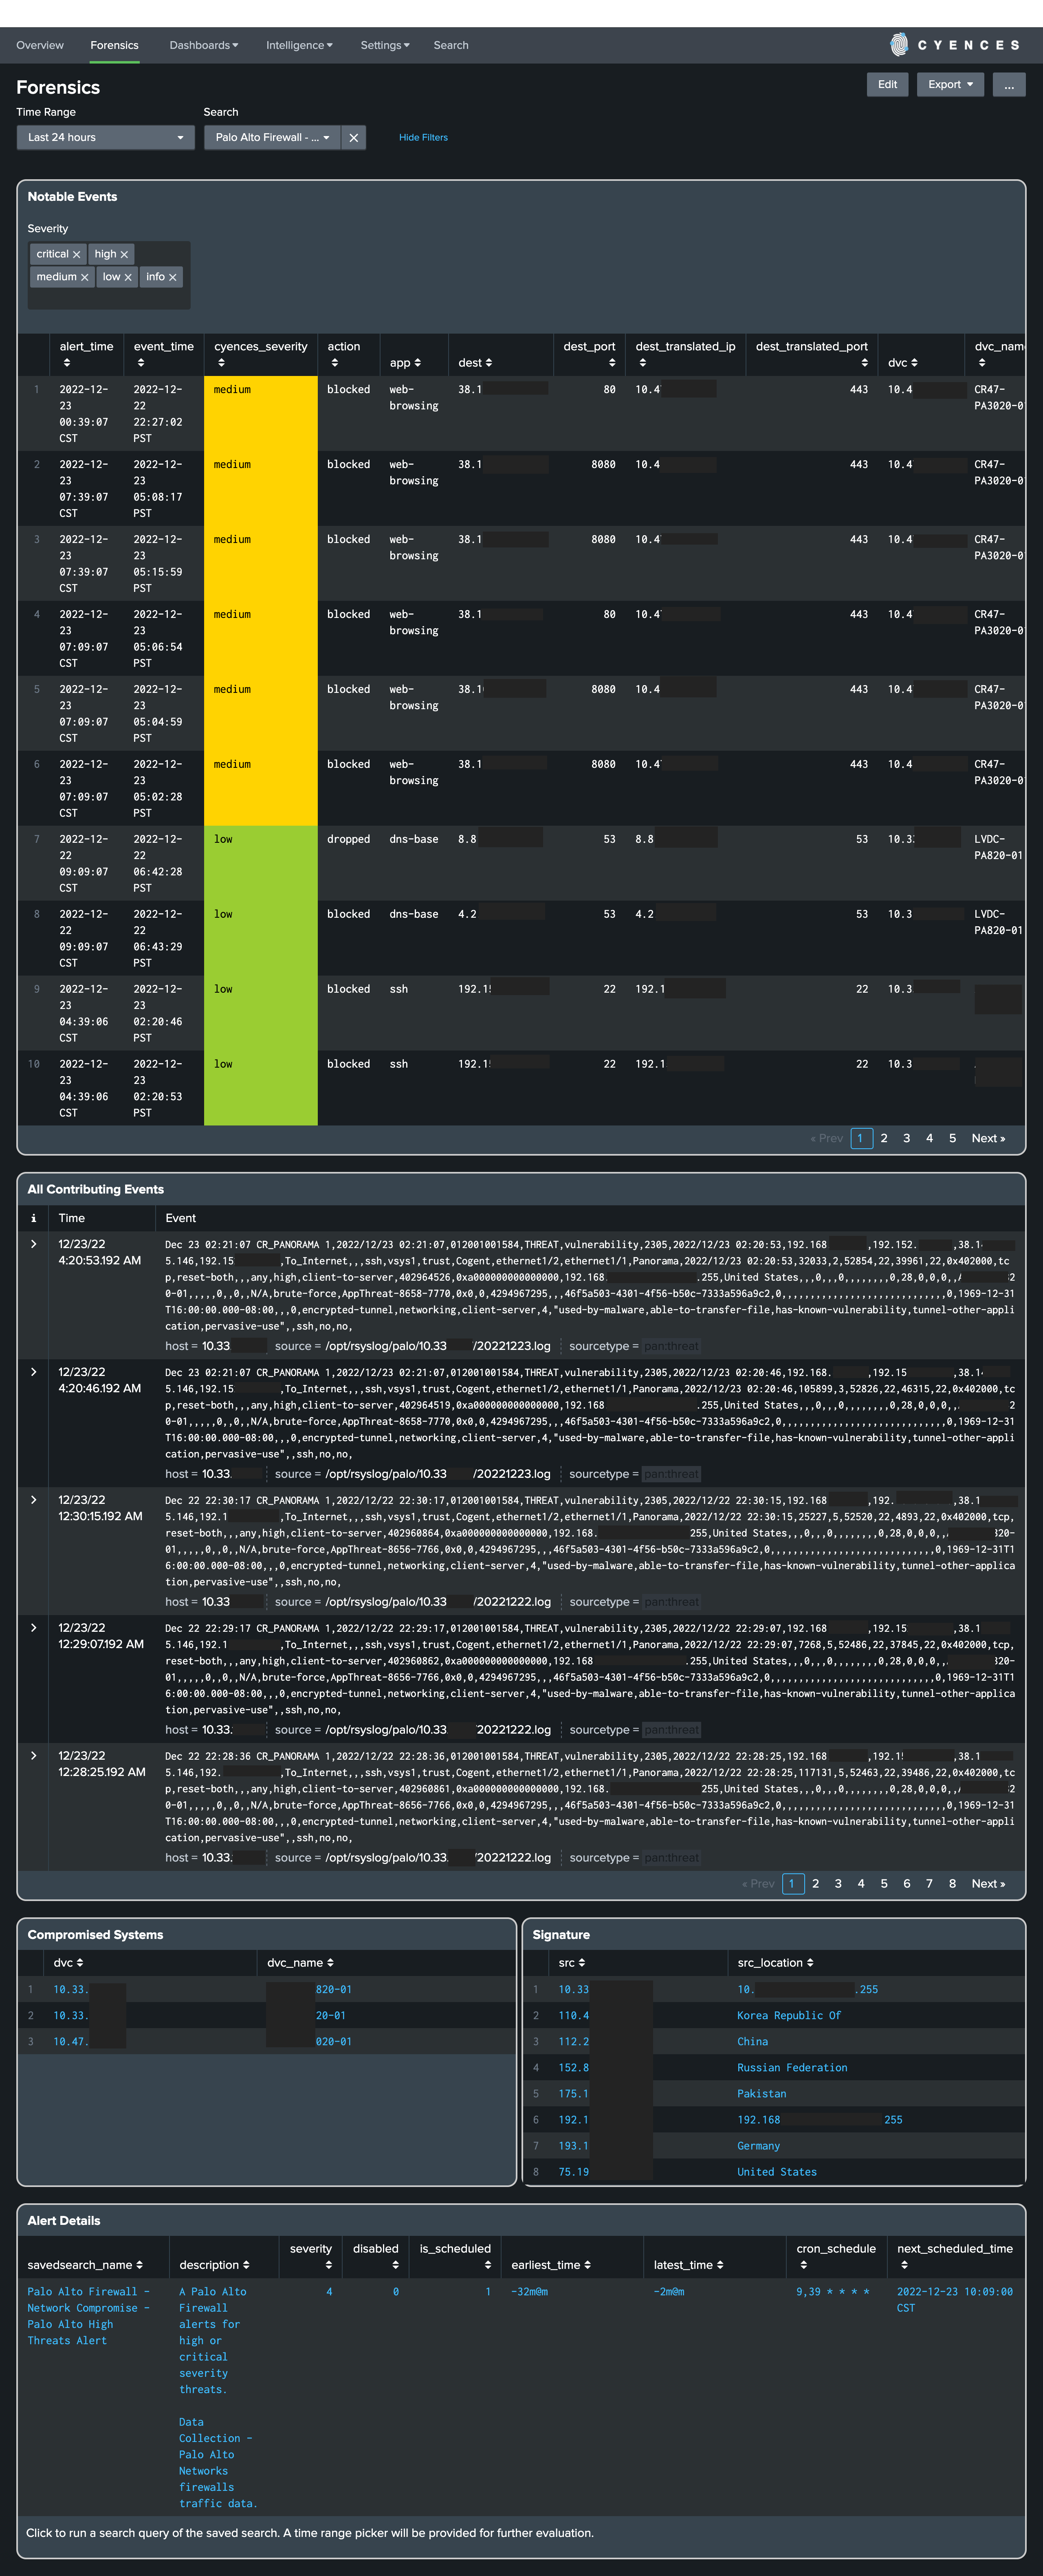 Overview Forensics Dashboards Intelligence Settings Search CYENCES
Forensics Edit Export ...
Time Range Search
Last 24 hours Palo Alto Firewall - ... Hide Filters
Notable Events
Severity
critical high
medium low info
alert_time event_time cyences_severity action app dest dest_port dest_translated_ip dest_translated_port dvc dvc_nam
1 2022-12-23 00:39:07 CST 2022-12-22 22:27:02 PST medium blocked web-browsing 38.1 80 10.4 443 10.4 CR47-PA3020-0
2 2022-12-23 07:39:07 CST 2022-12-23 05:08:17 PST medium blocked web-browsing 38.1 8080 10.4 443 10.4 CR47-PA3020-0
3 2022-12-23 07:39:07 CST 2022-12-23 05:15:59 PST medium blocked web-browsing 38.1 8080 10.4 443 10.4 CR47-PA3020-0
4 2022-12-23 07:09:07 CST 2022-12-23 05:06:54 PST medium blocked web-browsing 38.1 80 10.4 443 10.4 CR47-PA3020-0
5 2022-12-23 07:09:07 CST 2022-12-23 05:04:59 PST medium blocked web-browsing 38.1 8080 10.4 443 10.4 CR47-PA3020-0
6 2022-12-23 07:09:07 CST 2022-12-23 05:02:28 PST medium blocked web-browsing 38.1 8080 10.4 443 10.4 CR47-PA3020-0
7 2022-12-22 09:09:07 CST 2022-12-22 06:42:28 PST low dropped dns-base 8.8 53 8.8 53 10.3 LVDC-PA820-01
8 2022-12-22 09:09:07 CST 2022-12-22 06:43:29 PST low blocked dns-base 4.2 53 4.2 53 10.3 LVDC-PA820-01
9 2022-12-23 04:39:06 CST 2022-12-23 02:20:46 PST low blocked ssh 192.1 22 192.1 22 10.3
10 2022-12-23 04:39:06 CST 2022-12-23 02:20:53 PST low blocked ssh 192.1 22 192.1 22 10.3
« Prev 1 2 3 4 5 Next »
All Contributing Events
i Time Event
12/23/22 4:20:53.192 AM
Dec 23 02:21:07 CR_PANORAMA 1,2022/12/23 02:21:07,012001001584,THREAT,vulnerability,2305,2022/12/23 02:20:53,192.168 ,192.152. ,38.1
5.146,192.15 ,To_Internet,,,ssh,vsys1,trust,Cogent,ethernet1/2,ethernet1/1,Panorama,2022/12/23 02:20:53,32033,2,52854,22,39961,22,0x402000,tc
p,reset-both,,,any,high,client-to-server,402964526,0xa000000000000000,192.168. .255,United States,,,0,,,0,,,,,,,,0,28,0,0,0,, 2
0-01,,,,,0,,0,,N/A,brute-force,AppThreat-8658-7770,0x0,0,4294967295,,,46f5a503-4301-4f56-b50c-7333a596a9c2,0,,,,,,,,,,,,,,,,,,,,,,,,,,,0,1969-12-31
T16:00:00.000-08:00,,,0,encrypted-tunnel,networking,client-server,4,"used-by-malware,able-to-transfer-file,has-known-vulnerability,tunnel-other-appli
cation,pervasive-use",,ssh,no,no,
host = 10.33 source = /opt/rsyslog/palo/10.33 /20221223.log sourcetype = pan:threat
12/23/22 4:20:46.192 AM
Dec 23 02:21:07 CR_PANORAMA 1,2022/12/23 02:21:07,012001001584,THREAT,vulnerability,2305,2022/12/23 02:20:46,192.168. ,192.15 ,38.1
5.146,192.15 ,To_Internet,,,ssh,vsys1,trust,Cogent,ethernet1/2,ethernet1/1,Panorama,2022/12/23 02:20:46,105899,3,52826,22,46315,22,0x402000,tc
p,reset-both,,,any,high,client-to-server,402964519,0xa000000000000000,192.168 .255,United States,,,0,,,0,,,,,,,,0,28,0,0,0,, 2
0-01,,,,,0,,0,,N/A,brute-force,AppThreat-8658-7770,0x0,0,4294967295,,,46f5a503-4301-4f56-b50c-7333a596a9c2,0,,,,,,,,,,,,,,,,,,,,,,,,,,,0,1969-12-31
T16:00:00.000-08:00,,,0,encrypted-tunnel,networking,client-server,4,"used-by-malware,able-to-transfer-file,has-known-vulnerability,tunnel-other-appli
cation,pervasive-use",,ssh,no,no,
host = 10.33. source = /opt/rsyslog/palo/10.33 /20221223.log sourcetype = pan:threat
12/23/22 12:30:15.192 AM
Dec 22 22:30:17 CR_PANORAMA 1,2022/12/22 22:30:17,012001001584,THREAT,vulnerability,2305,2022/12/22 22:30:15,192.168 ,192. ,38.1
5.146,192.1 ,To_Internet,,,ssh,vsys1,trust,Cogent,ethernet1/2,ethernet1/1,Panorama,2022/12/22 22:30:15,25227,5,52520,22,4893,22,0x402000,tcp,
reset-both,,,any,high,client-to-server,402960864,0xa000000000000000,192.168. 255,United States,,,0,,,0,,,,,,,,0,28,0,0,0,, 820-
01,,,,,0,,0,,N/A,brute-force,AppThreat-8656-7766,0x0,0,4294967295,,,46f5a503-4301-4f56-b50c-7333a596a9c2,0,,,,,,,,,,,,,,,,,,,,,,,,,,,0,1969-12-31T1
6:00:00.000-08:00,,,0,encrypted-tunnel,networking,client-server,4,"used-by-malware,able-to-transfer-file,has-known-vulnerability,tunnel-other-applica
tion,pervasive-use",,ssh,no,no,
host = 10.33 source = /opt/rsyslog/palo/10.33 /20221222.log sourcetype = pan:threat
12/23/22 12:29:07.192 AM
Dec 22 22:29:17 CR_PANORAMA 1,2022/12/22 22:29:17,012001001584,THREAT,vulnerability,2305,2022/12/22 22:29:07,192.168 ,192.15 ,38.1
5.146,192.1 ,To_Internet,,,ssh,vsys1,trust,Cogent,ethernet1/2,ethernet1/1,Panorama,2022/12/22 22:29:07,7268,5,52486,22,37845,22,0x402000,tcp,
reset-both,,,any,high,client-to-server,402960862,0xa000000000000000,192.168 .255,United States,,,0,,,0,,,,,,,,0,28,0,0,0,, 20-
01,,,,,0,,0,,N/A,brute-force,AppThreat-8656-7766,0x0,0,4294967295,,,46f5a503-4301-4f56-b50c-7333a596a9c2,0,,,,,,,,,,,,,,,,,,,,,,,,,,,0,1969-12-31T1
6:00:00.000-08:00,,,0,encrypted-tunnel,networking,client-server,4,"used-by-malware,able-to-transfer-file,has-known-vulnerability,tunnel-other-applica
tion,pervasive-use",,ssh,no,no,
host = 10.33. source = /opt/rsyslog/palo/10.33. /20221222.log sourcetype = pan:threat
12/23/22 12:28:25.192 AM
Dec 22 22:28:36 CR_PANORAMA 1,2022/12/22 22:28:36,012001001584,THREAT,vulnerability,2305,2022/12/22 22:28:25,192.168 ,192.1 ,38.1
5.146,192. ,To_Internet,,,ssh,vsys1,trust,Cogent,ethernet1/2,ethernet1/1,Panorama,2022/12/22 22:28:25,117131,5,52463,22,39486,22,0x402000,tc
p,reset-both,,,any,high,client-to-server,402960861,0xa000000000000000,192.168. 255,United States,,,0,,,0,,,,,,,,0,28,0,0,0,, 2
0-01,,,,,0,,0,,N/A,brute-force,AppThreat-8656-7766,0x0,0,4294967295,,,46f5a503-4301-4f56-b50c-7333a596a9c2,0,,,,,,,,,,,,,,,,,,,,,,,,,,,0,1969-12-31
T16:00:00.000-08:00,,,0,encrypted-tunnel,networking,client-server,4,"used-by-malware,able-to-transfer-file,has-known-vulnerability,tunnel-other-appli
cation,pervasive-use",,ssh,no,no,
host = 10.33. source = /opt/rsyslog/palo/10.33. /20221222.log sourcetype = pan:threat
« Prev 1 2 3 4 5 6 7 8 Next »
Compromised Systems
dvc dvc_name
1 10.33. 820-01
2 10.33. 20-01
3 10.47. 020-01
Signature
src src_location
1 10.33 10. .255
2 110.4 Korea Republic Of
3 112.2 China
4 152.8 Russian Federation
5 175.1 Pakistan
6 192.1 192.168 255
7 193.1 Germany
8 75.19 United States
Alert Details
savedsearch_name description severity disabled is_scheduled earliest_time latest_time cron_schedule next_scheduled_time
Palo Alto Firewall - A Palo Alto 4 0 1 -32m@m -2m@m 9,39 * * * * 2022-12-23 10:09:00
Network Compromise - Firewall CST
Palo Alto High alerts for
Threats Alert high or
critical
severity
threats.
Data
Collection -
Palo Alto
Networks
firewalls
traffic data.
Click to run a search query of the saved search. A time range picker will be provided for further evaluation.